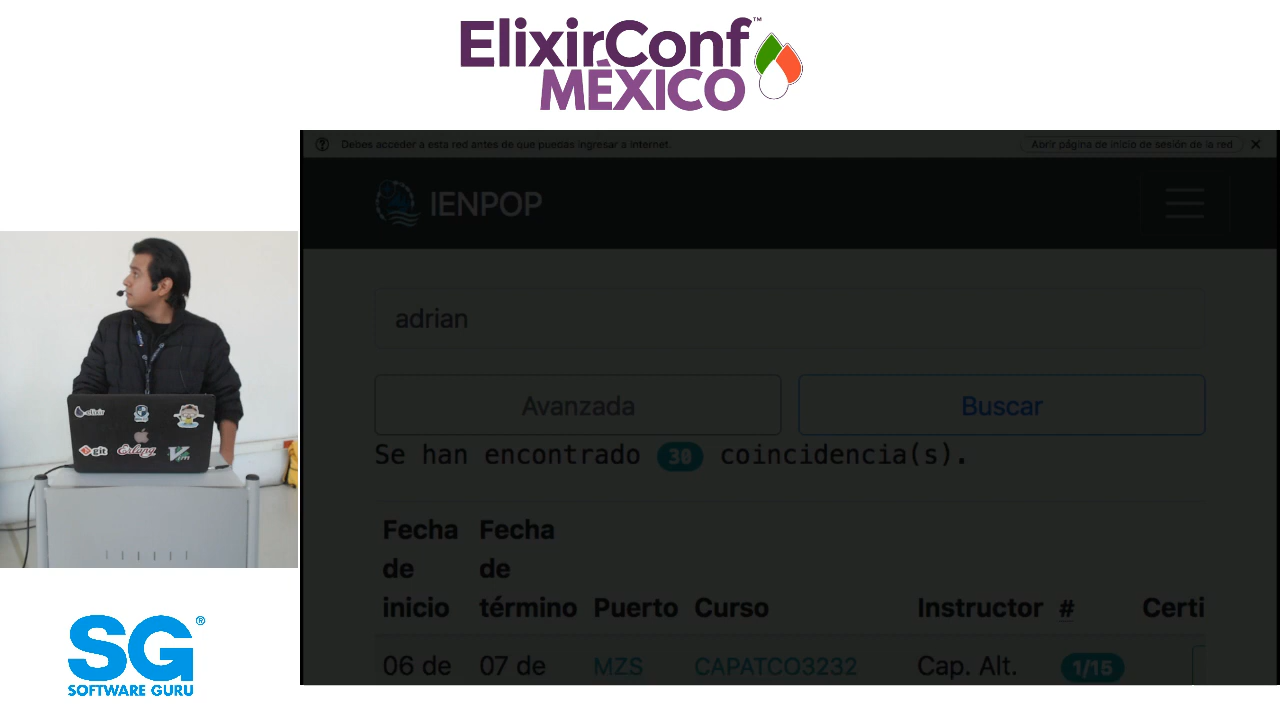 ElixirConf™
MÉXICO
Debes acceder a esta red antes de que puedas ingresar a Internet.
Abrir página de inicio de sesión de la red
IENPOP
adrian
Avanzada
Buscar
Se han encontrado 30 coincidencia(s).
Fecha de inicio
Fecha de término
Puerto
Curso
Instructor
#
Certi
06 de
07 de
MZS
CAPATCO3232
Cap. Alt.
1/15
elixir
git
Erlang
SG®
SOFTWARE GURU